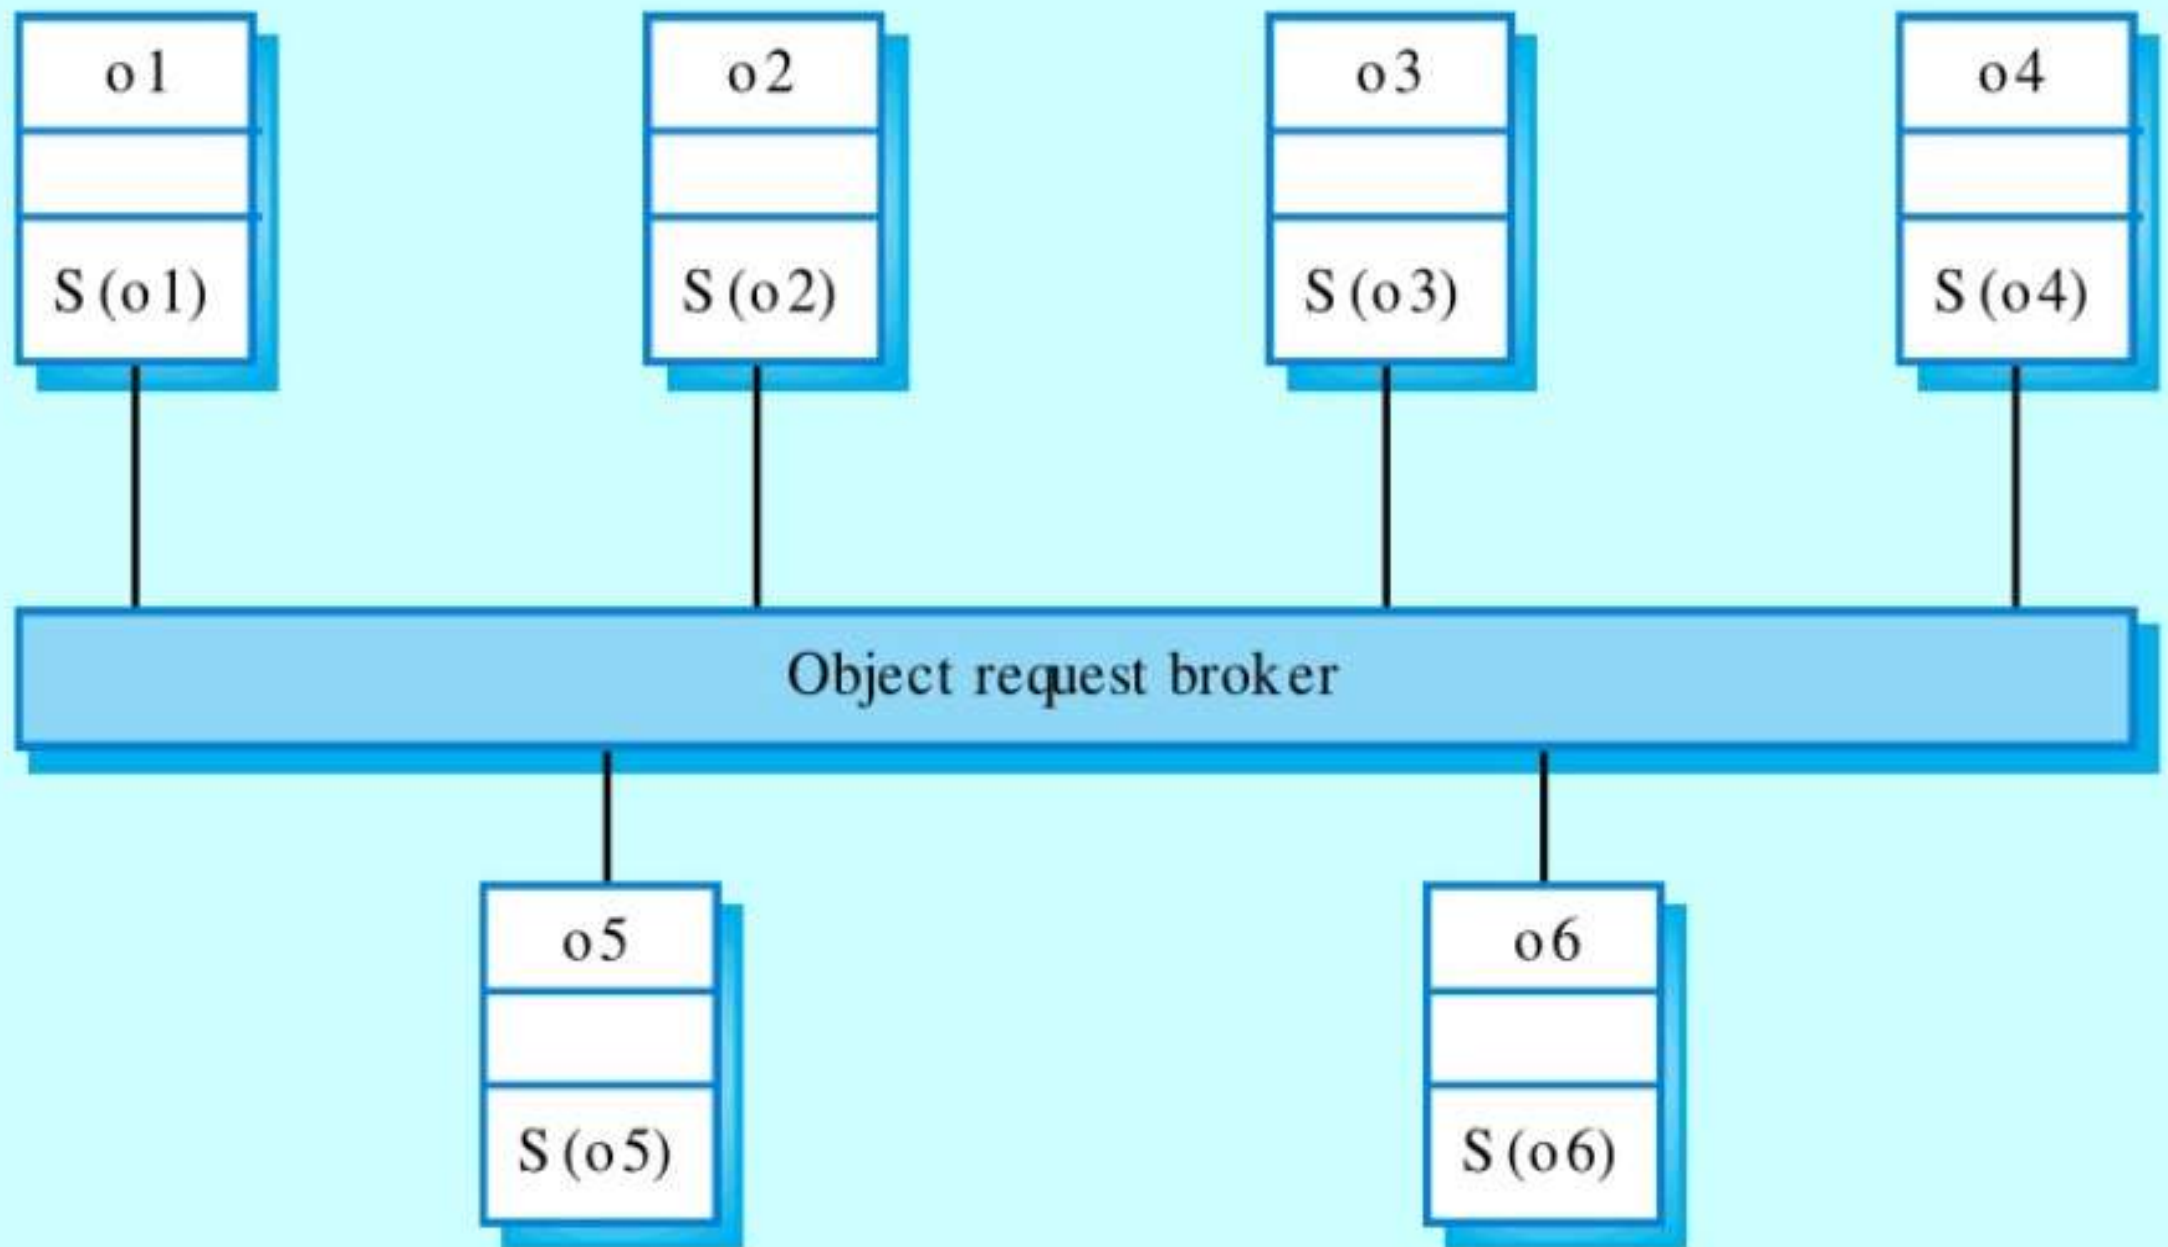 o1
o2
o3
o4
S(o1)
S(o2)
S(o3)
S(o4)
Object request broker
o5
o6
S(o5)
S(o6)